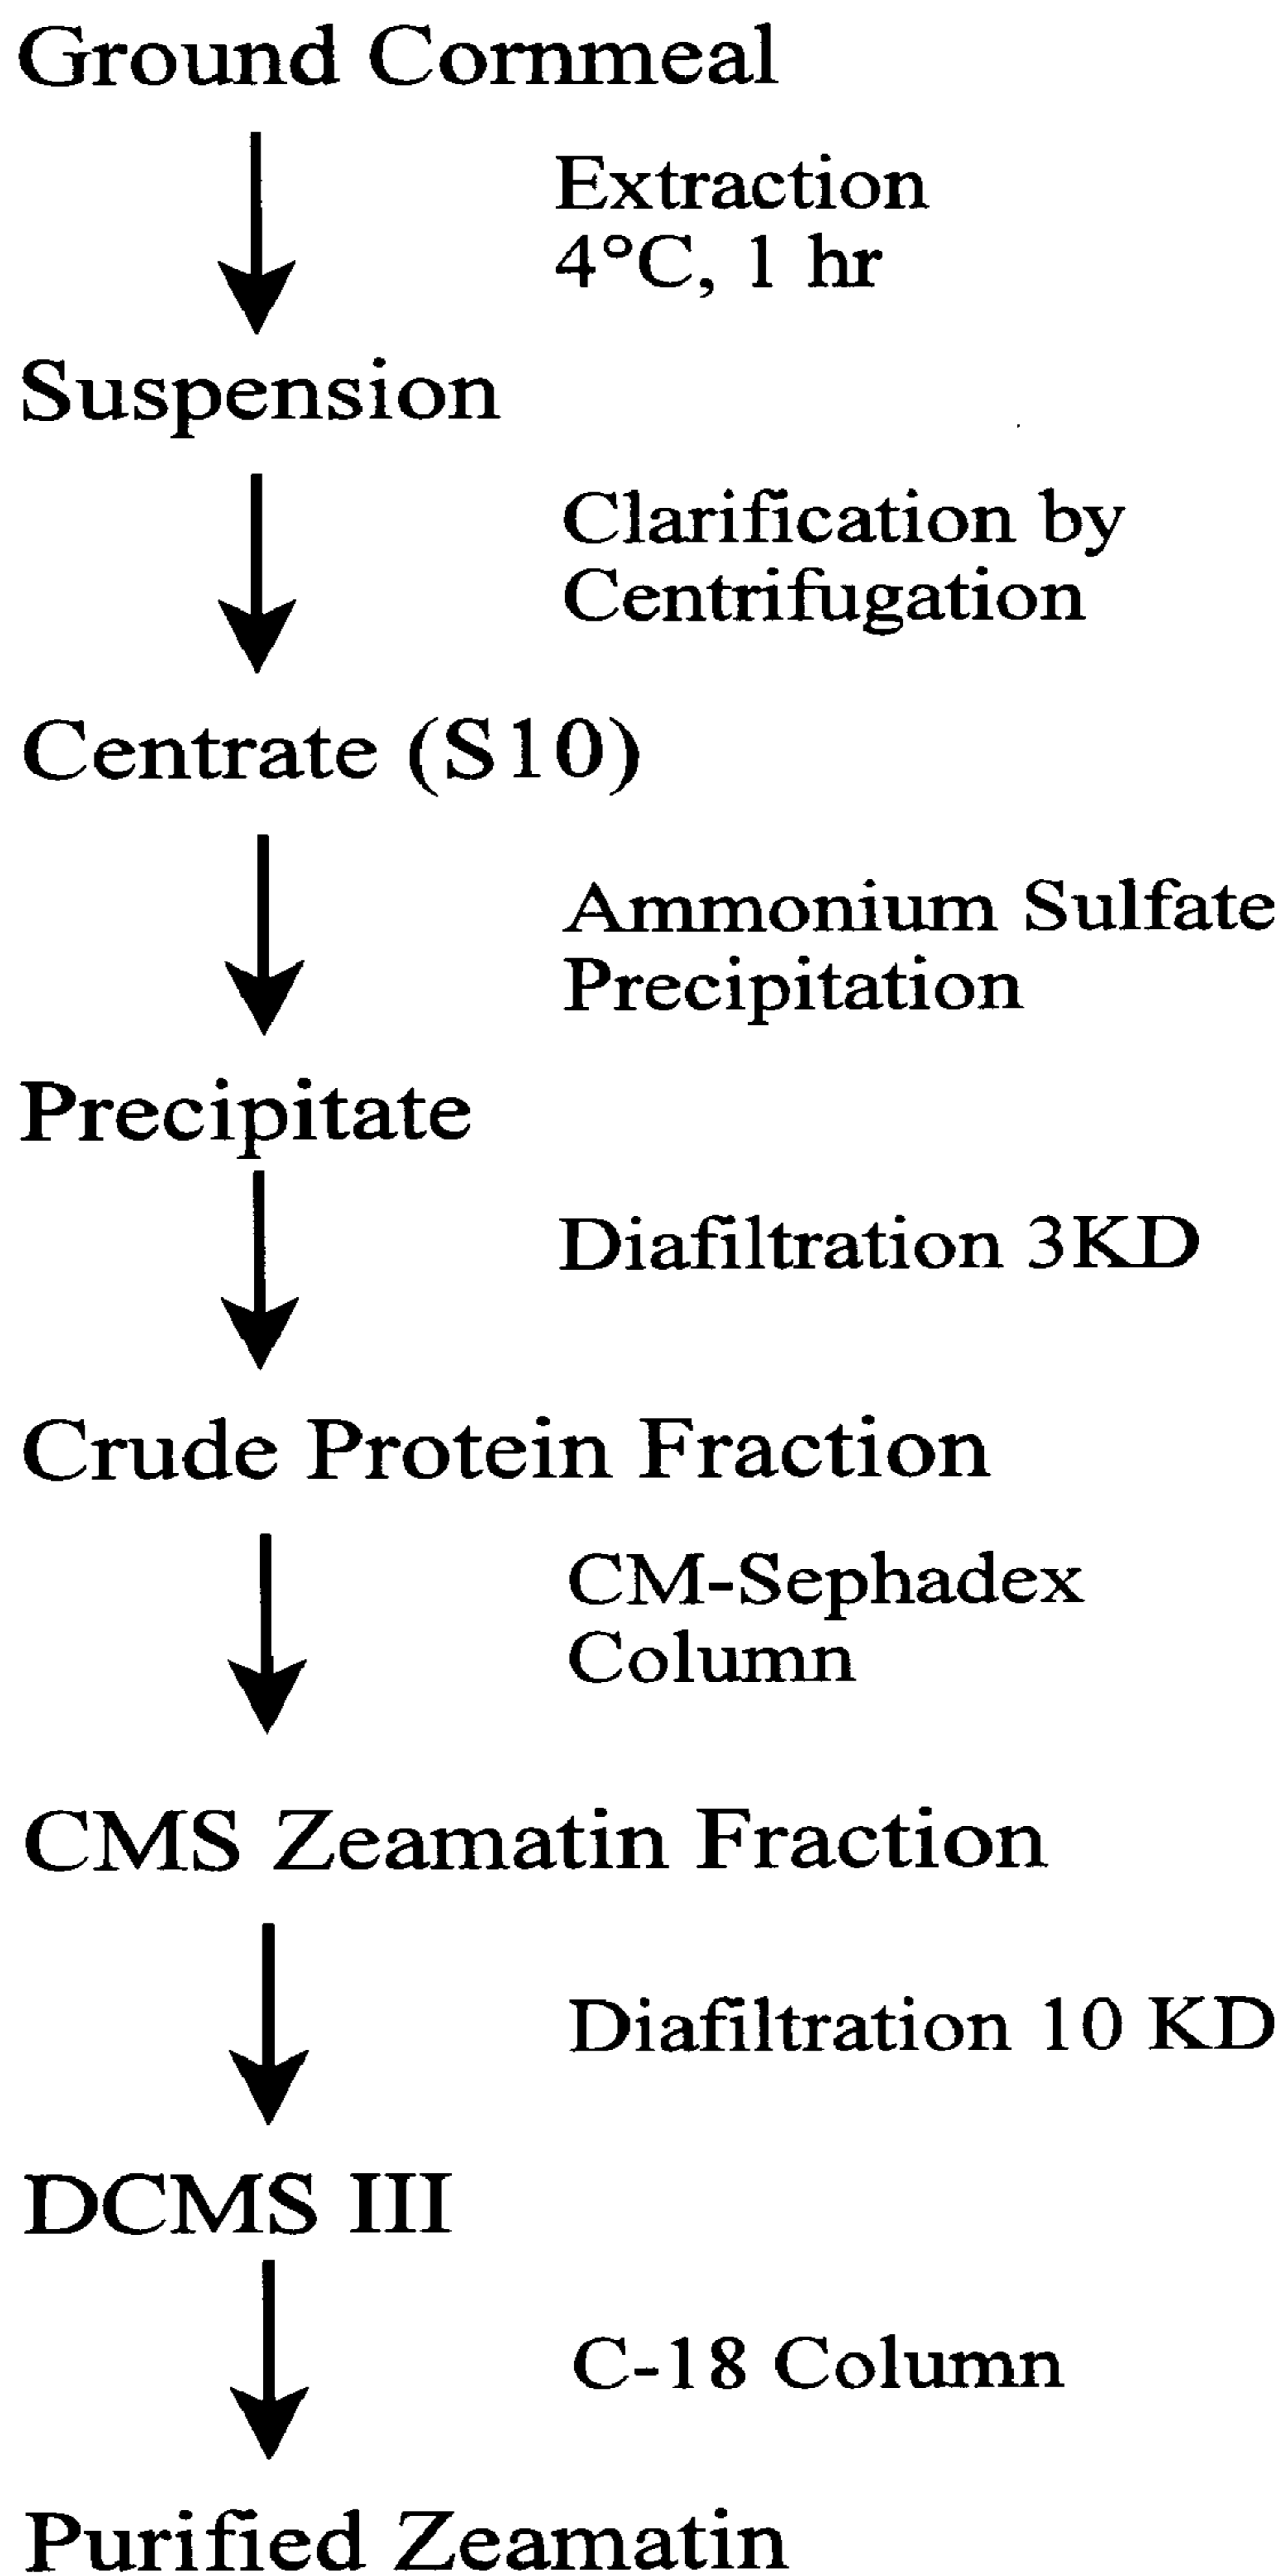 Ground Cornmeal
Extraction
4°C, 1 hr
Suspension
Clarification by
Centrifugation
Centrate (S10)
Ammonium Sulfate
Precipitation
Precipitate
Diafiltration 3KD
Crude Protein Fraction
CM-Sephadex
Column
CMS Zeamatin Fraction
Diafiltration 10 KD
DCMS III
C-18 Column
Purified Zeamatin